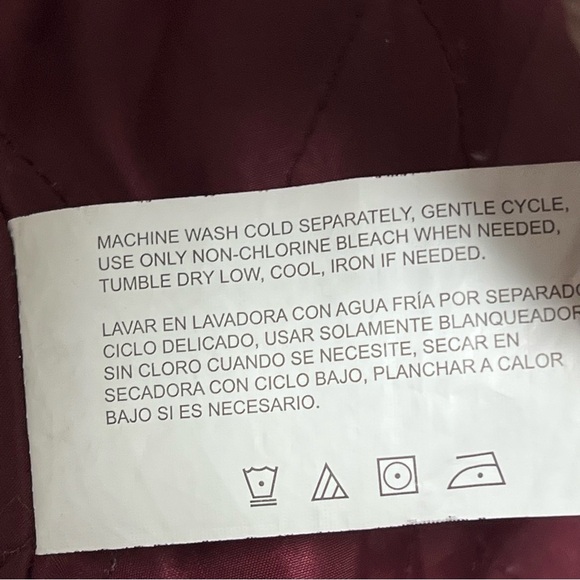 MACHINE WASH COLD SEPARATELY, GENTLE CYCLE,
USE ONLY NON-CHLORINE BLEACH WHEN NEEDED,
TUMBLE DRY LOW, COOL, IRON IF NEEDED.
LAVAR EN LAVADORA CON AGUA FRÍA POR SEPARADO
CICLO DELICADO, USAR SOLAMENTE BLANQUEADOR
SIN CLORO CUANDO SE NECESITE, SECAR EN
SECADORA CON CICLO BAJO, PLANCHAR A CALOR
BAJO SI ES NECESARIO.